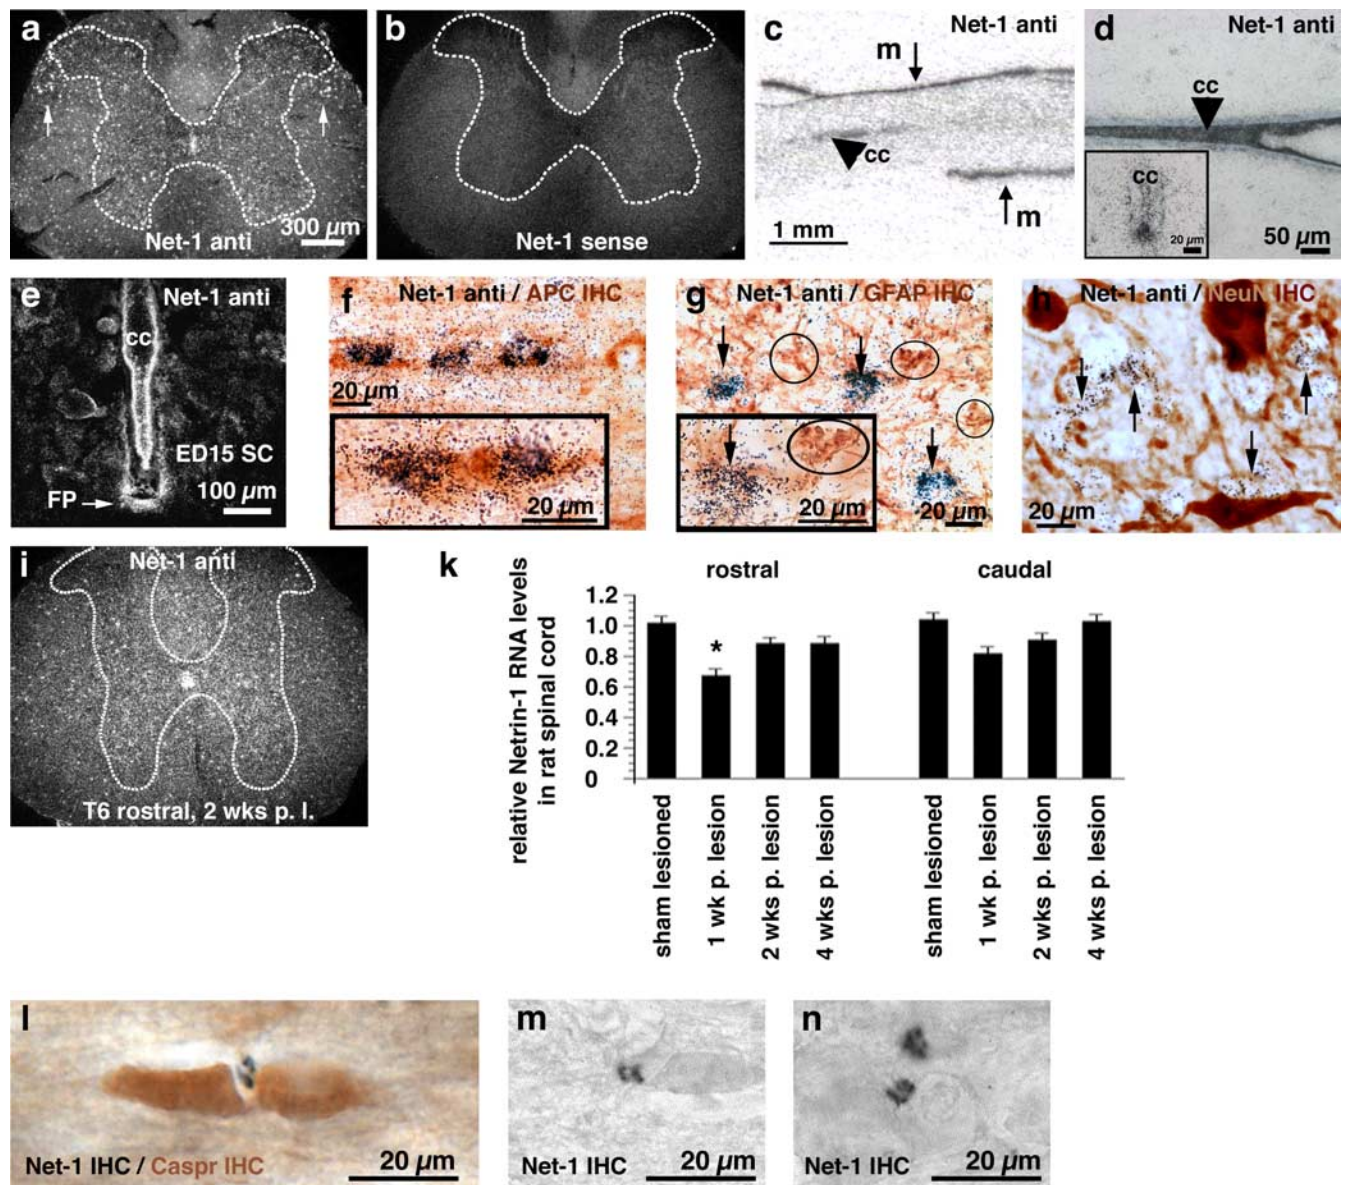 a
300 µm
Net-1 anti
b
Net-1 sense
c
Net-1 anti
m
cc
m
1 mm
d
Net-1 anti
cc
cc
20 µm
50 µm
e
Net-1 anti
cc
ED15 SC
FP
100 µm
f
Net-1 anti / APC IHC
20 µm
20 µm
g
Net-1 anti / GFAP IHC
20 µm
20 µm
h
Net-1 anti / NeuN IHC
20 µm
i
Net-1 anti
T6 rostral, 2 wks p. l.
k
rostral
caudal
relative Netrin-1 RNA levels
in rat spinal cord
1.2
1.0
0.8
0.6
0.4
0.2
0
*
sham lesioned
1 wk p. lesion
2 wks p. lesion
4 wks p. lesion
sham lesioned
1 wk p. lesion
2 wks p. lesion
4 wks p. lesion
l
Net-1 IHC / Caspr IHC
20 µm
m
Net-1 IHC
20 µm
n
Net-1 IHC
20 µm